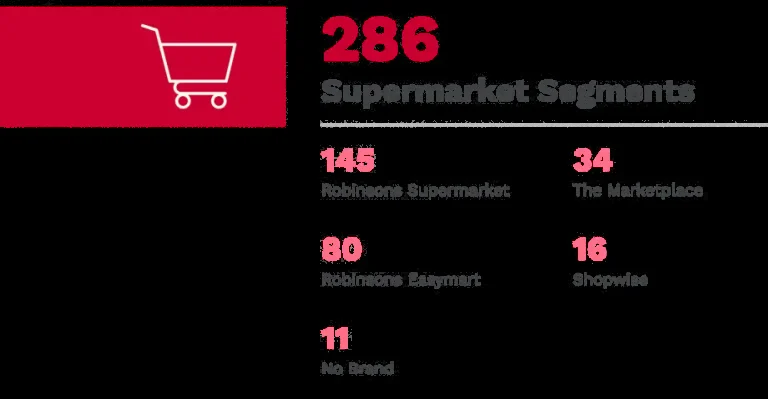 286
Supermarket Segments
145
Robinsons Supermarket
34
The Marketplace
80
Robinsons Easymart
16
Shopwise
11
No Brand